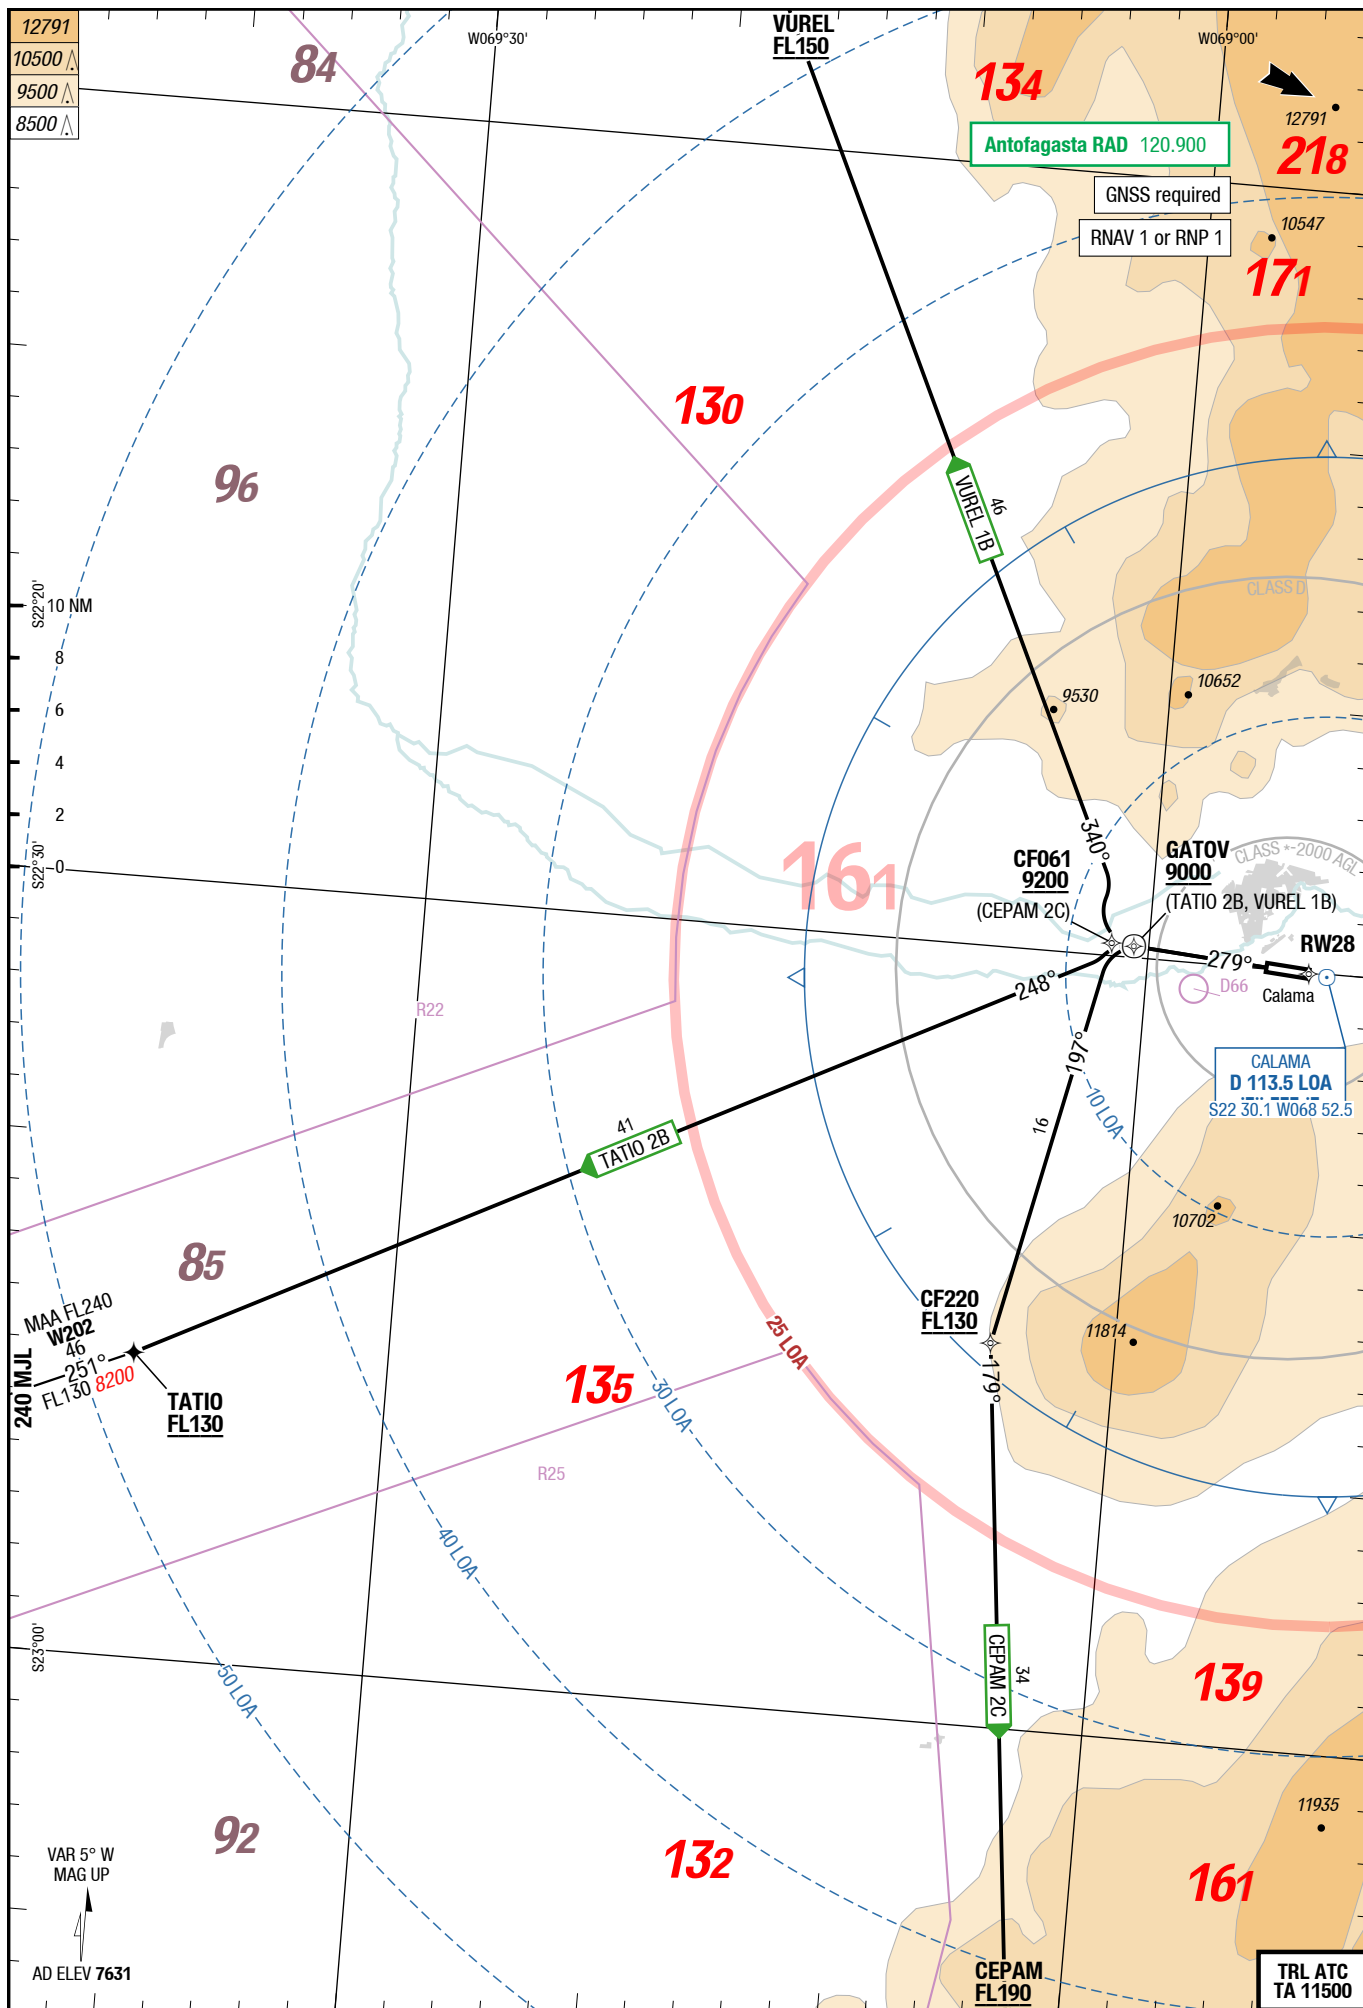 12791
10500
9500
8500
W069°30'
VUREL
FL150
W069°00'
84
134
12791
Antofagasta RAD 120.900
218
GNSS required
RNAV 1 or RNP 1
10547
171
130
96
46
VUREL 1B
CLASS D
S22°20'
10 NM
8
6
4
2
0
S22°30'
9530
10652
340°
161
CF061
9200
(CEPAM 2C)
GATOV
9000
(TATIO 2B, VUREL 1B)
CLASS *-2000 AGL
RW28
279°
248°
D66
Calama
R22
197°
CALAMA
D 113.5 LOA
S22 30.1 W068 52.5
10 LOA
16
41
TATIO 2B
10702
85
MAA FL240
W202
46
251°
FL130 8200
240 MJL
TATIO
FL130
CF220
FL130
11814
25 LOA
179°
135
30 LOA
R25
40 LOA
S23°00'
50 LOA
CEPAM 2C
34
139
11935
92
132
161
VAR 5° W
MAG UP
AD ELEV 7631
CEPAM
FL190
TRL ATC
TA 11500